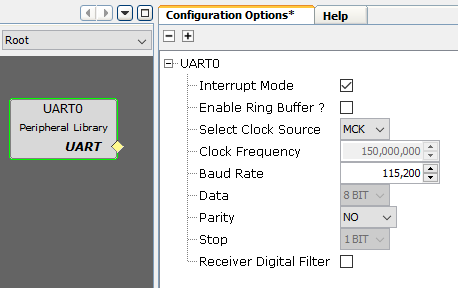 Root
UART0
Peripheral Library
UART
Configuration Options*
Help
UART0
Interrupt Mode
Enable Ring Buffer ?
Select Clock Source MCK
Clock Frequency 150,000,000
Baud Rate 115,200
Data 8 BIT
Parity NO
Stop 1 BIT
Receiver Digital Filter